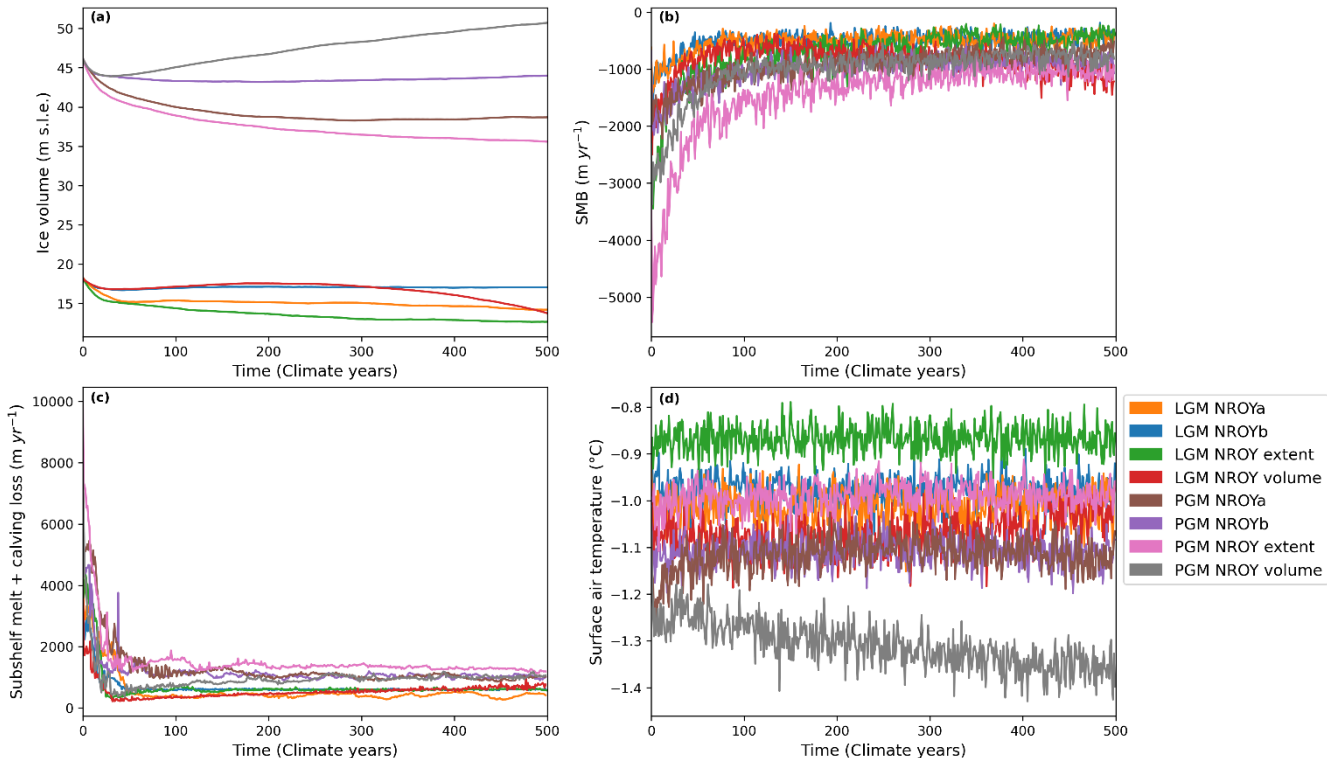 (a)
50
45
40
35
30
25
20
15
Ice volume (m s.l.e.)
0 100 200 300 400 500
Time (Climate years)
(b)
0
−1000
−2000
−3000
−4000
−5000
SMB (m yr⁻¹)
0 100 200 300 400 500
Time (Climate years)
(c)
10000
8000
6000
4000
2000
0
Subshelf melt + calving loss (m yr⁻¹)
0 100 200 300 400 500
Time (Climate years)
(d)
−0.8
−0.9
−1.0
−1.1
−1.2
−1.3
−1.4
Surface air temperature (°C)
0 100 200 300 400 500
Time (Climate years)
LGM NROYa
LGM NROYb
LGM NROY extent
LGM NROY volume
PGM NROYa
PGM NROYb
PGM NROY extent
PGM NROY volume